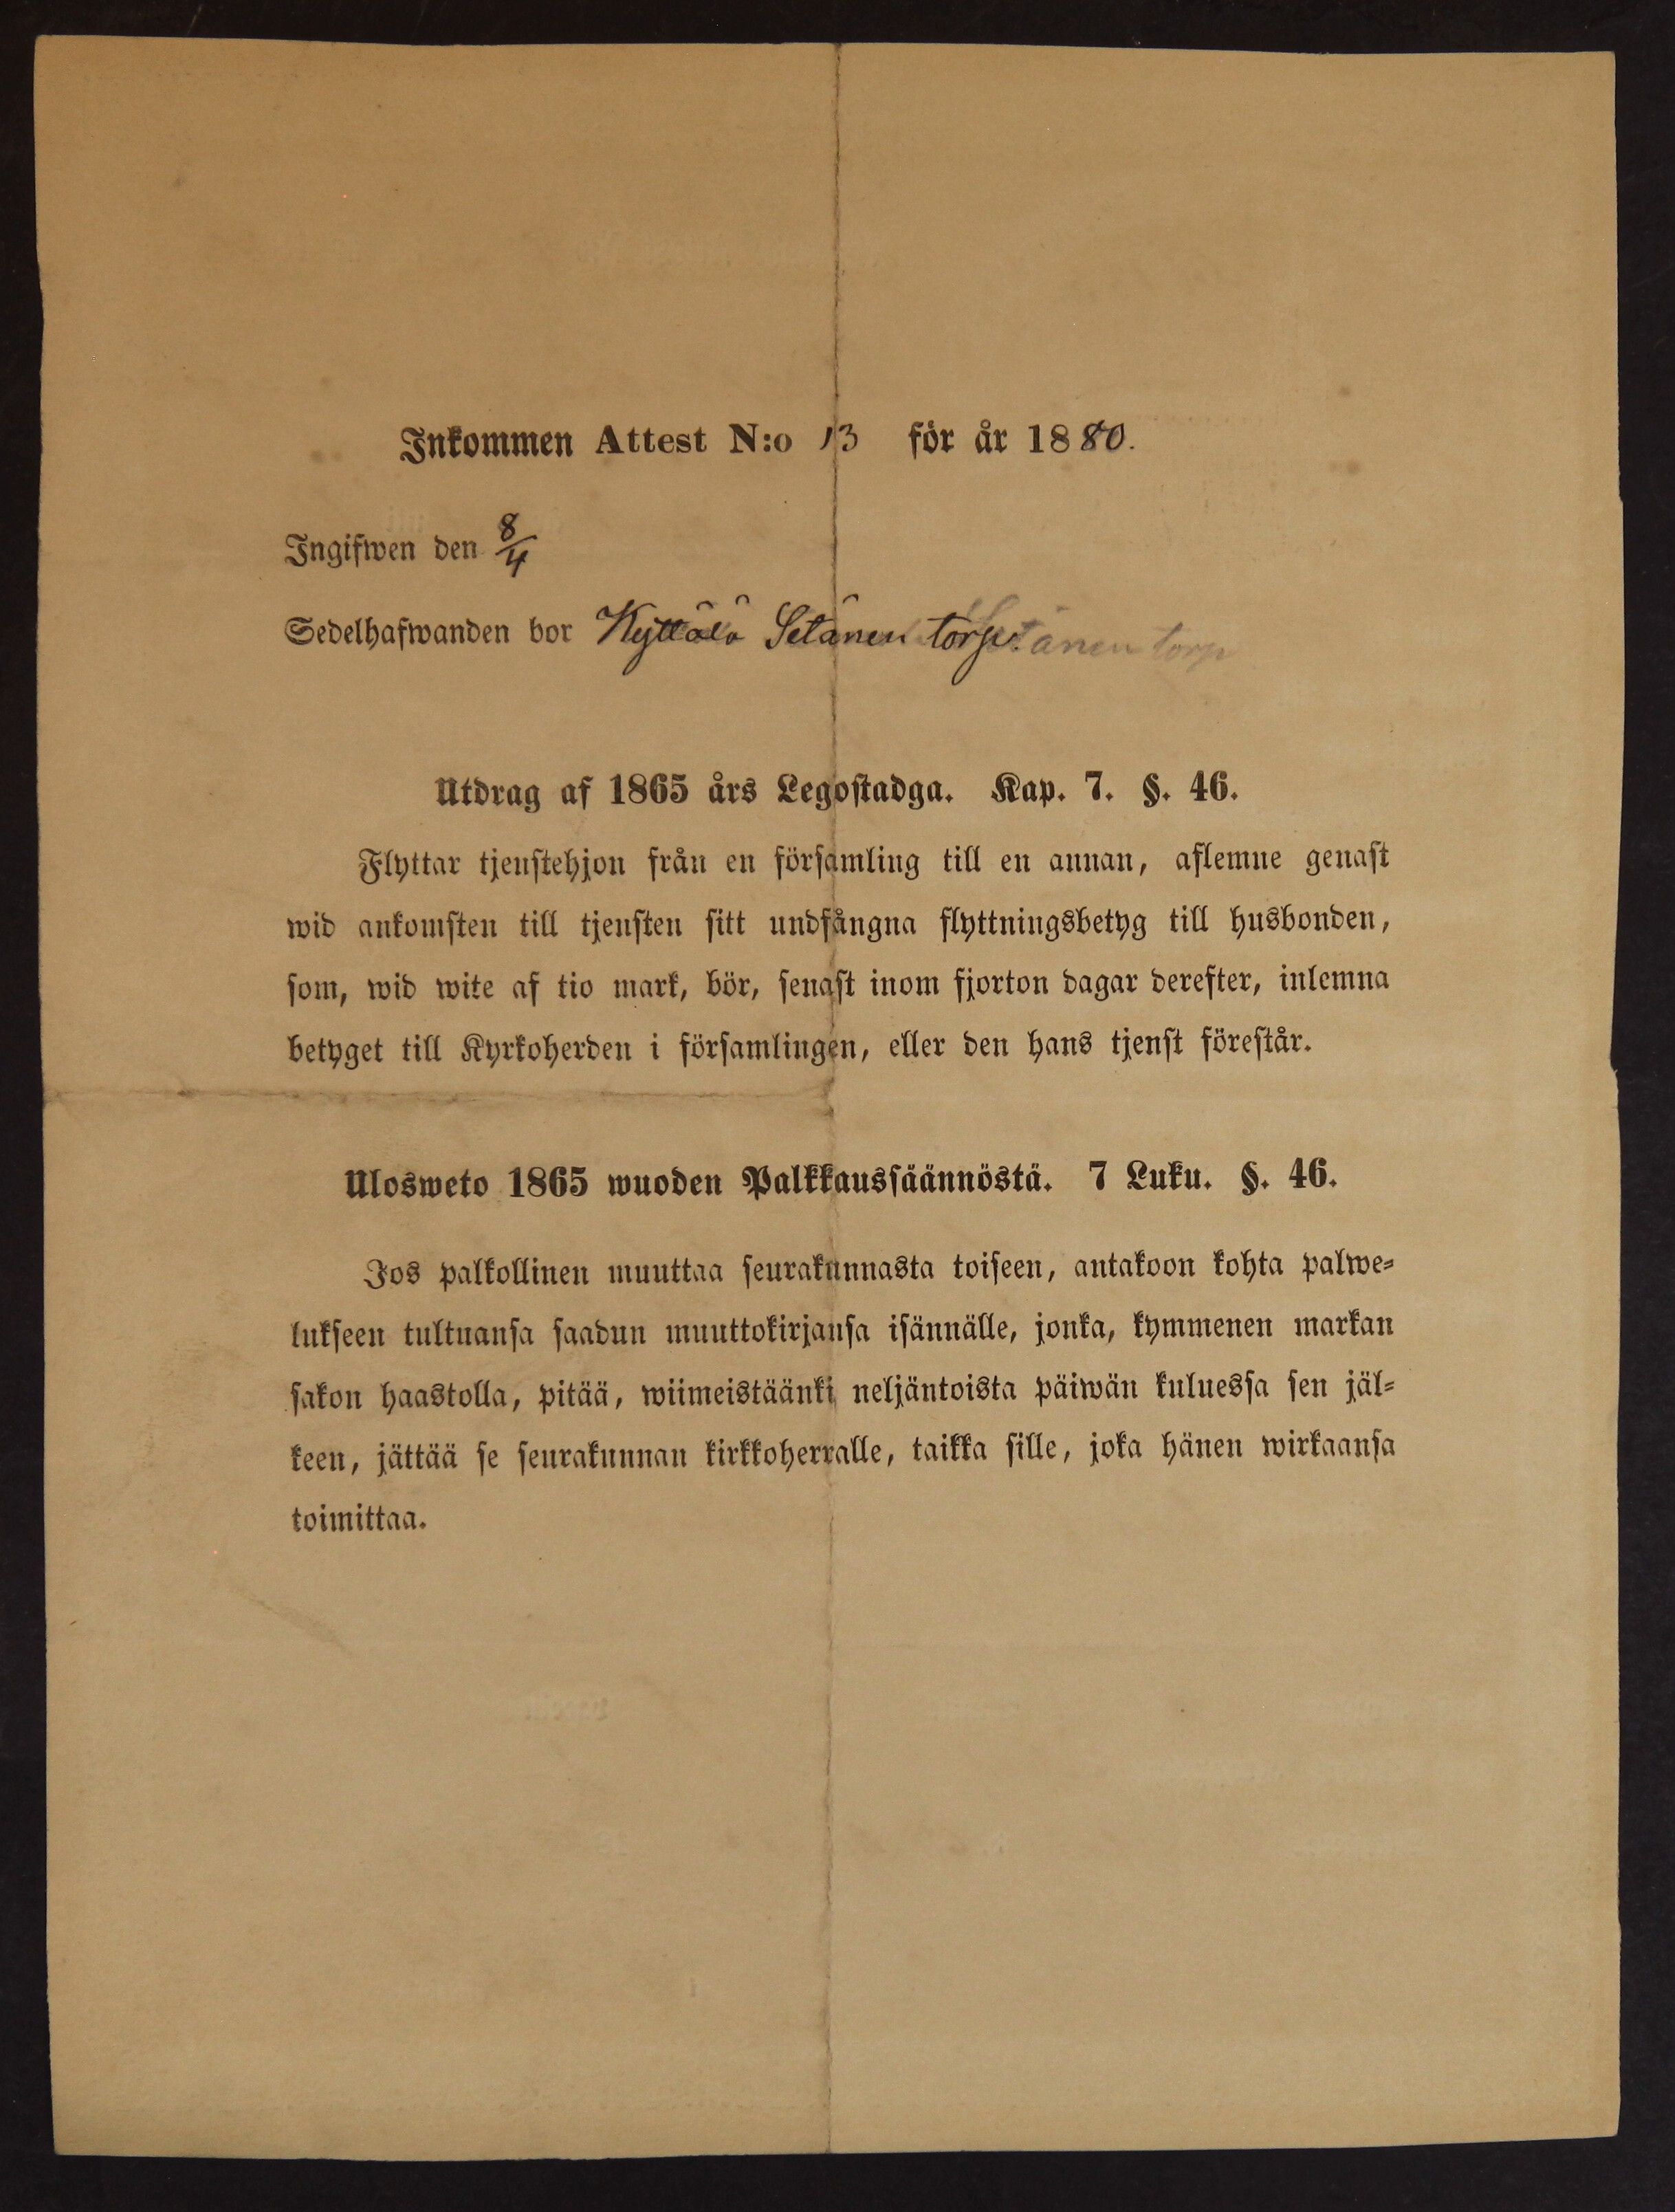 Inkommen Attest N:o 13 för år 1880.
Ingifwen den 8/4
Sedelhafwanden bor Kyttälä Setänen torp.
Utdrag af 1865 års Legostadga. Kap. 7. §. 46.
Flyttar tjenstehjon från en församling till en annan, aflemne genast
wid ankomsten till tjensten sitt undfångna flyttningsbetyg till husbonden,
som, wid wite af tio mark, bör, senast inom fjorton dagar derefter, inlemna
betyget till Kyrkoherden i församlingen, eller den hans tjenst förestår.
Ulosweto 1865 wuoden Palkkaussäännöstä. 7 Luku. §. 46.
Jos palkollinen muuttaa seurakunnasta toiseen, antakoon kohta palwe-
lukseen tultuansa saadun muuttokirjansa isännälle, jonka, kymmenen markan
sakon haastolla, pitää, wiimeistäänki neljäntoista päiwän kuluessa sen jäl-
keen, jättää se seurakunnan kirkkoherralle, taikka sille, joka hänen wirkaansa
toimittaa.